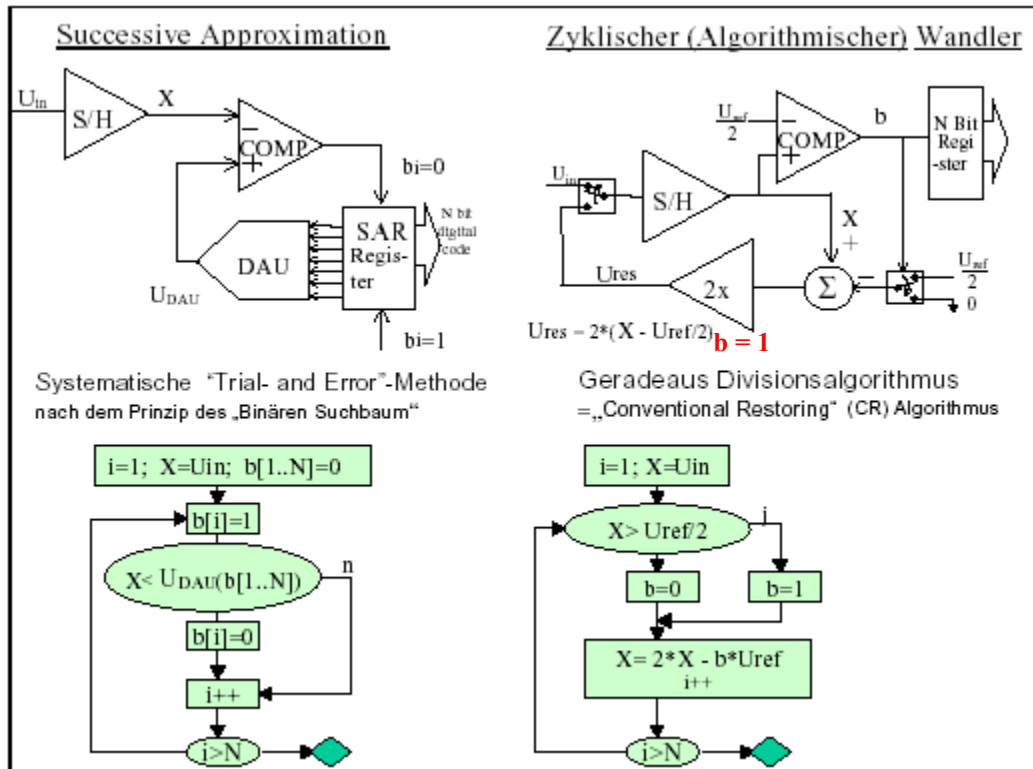 Successive Approximation
Uin
S/H
X
−
COMP
+
bi=0
DAU
UDAU
SAR
Regis-
ter
N bit
digital
code
bi=1
Systematische "Trial- and Error"-Methode
nach dem Prinzip des „Binären Suchbaum“
i=1; X=Uin; b[1..N]=0
b[i]=1
X< UDAU(b[1..N])
n
b[i]=0
i++
i>N
Zyklischer (Algorithmischer) Wandler
Uref
2
−
COMP
+
b
N Bit
Regi
-ster
Uin
S/H
X
+
Ures
2x
Σ
−
Uref
2
0
Ures = 2*(X - Uref/2)
b = 1
Geradeaus Divisionsalgorithmus
=„Conventional Restoring“ (CR) Algorithmus
i=1; X=Uin
X> Uref/2
j
b=0
b=1
X= 2*X - b*Uref
i++
i>N